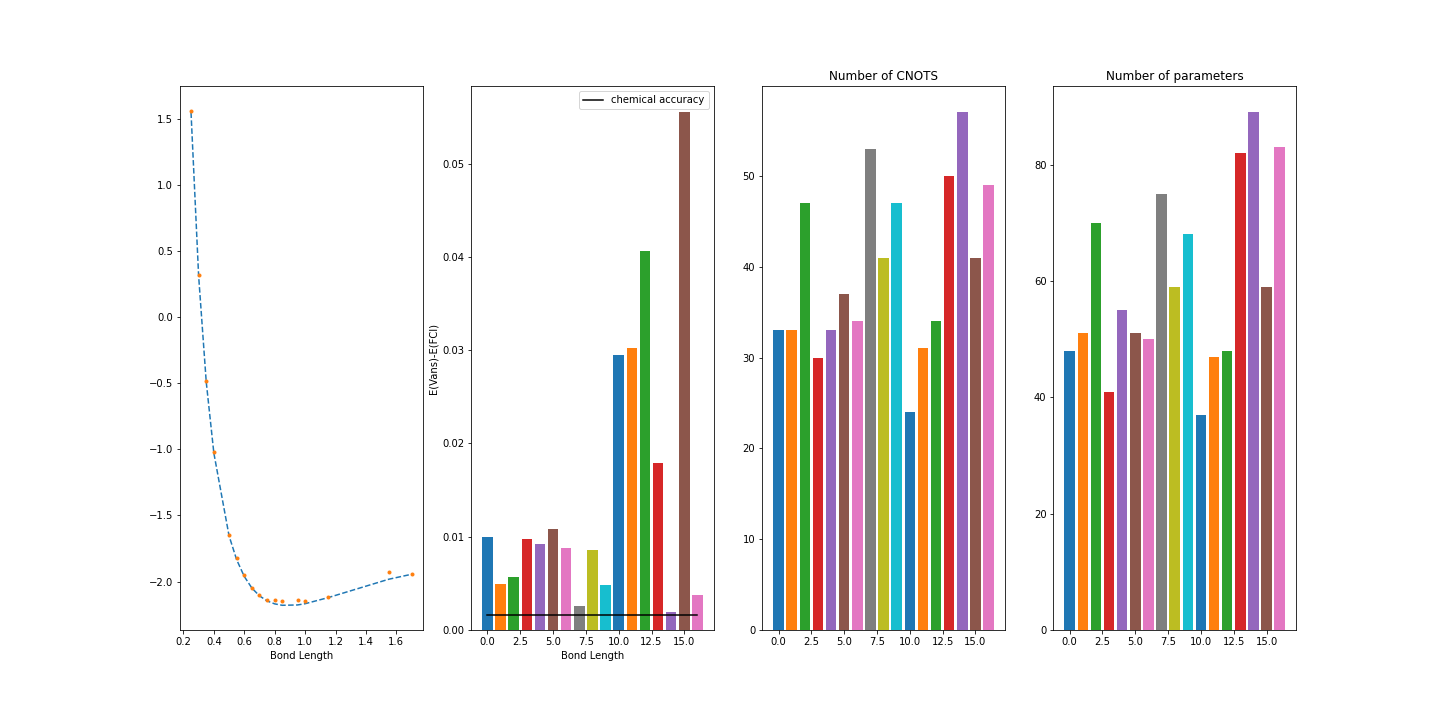 Number of CNOTS
Number of parameters
chemical accuracy
1.5
1.0
0.5
0.0
−0.5
−1.0
−1.5
−2.0
0.2 0.4 0.6 0.8 1.0 1.2 1.4 1.6
Bond Length
E(Vans)-E(FCI)
0.05
0.04
0.03
0.02
0.01
0.00
0.0 2.5 5.0 7.5 10.0 12.5 15.0
Bond Length
50
40
30
20
10
0
0.0 2.5 5.0 7.5 10.0 12.5 15.0
80
60
40
20
0
0.0 2.5 5.0 7.5 10.0 12.5 15.0